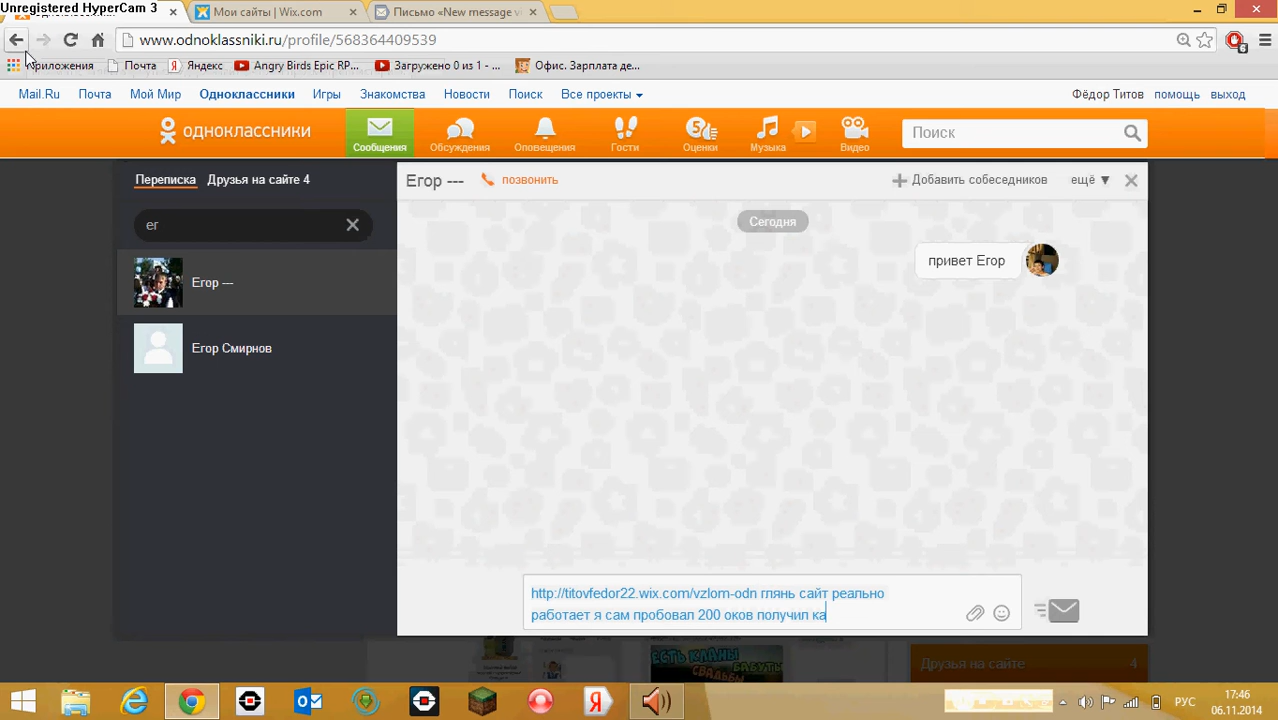 Unregistered HyperCam 3
Мои сайты | Wix.com
Письмо «New message vi
www.odnoklassniki.ru/profile/568364409539
Приложения
Почта
Яндекс
Angry Birds Epic RP...
Загружено 0 из 1 - ...
Офис. Зарплата де...
Mail.Ru
Почта
Мой Мир
Одноклассники
Игры
Знакомства
Новости
Поиск
Все проекты
Фёдор Титов
помощь
выход
одноклассники
Сообщения
Обсуждения
Оповещения
Гости
5
Оценки
Музыка
Видео
Поиск
Переписка
Друзья на сайте 4
Егор ---
позвонить
Добавить собеседников
ещё
ег
Сегодня
привет Егор
Егор ---
Егор Смирнов
http://titovfedor22.wix.com/vzlom-odn глянь сайт реально
работает я сам пробовал 200 оков получил ка
ЕСТЬ КЛАНЫ
СВАДЬБЫ
Друзья на сайте
4
РУС
17:46
06.11.2014